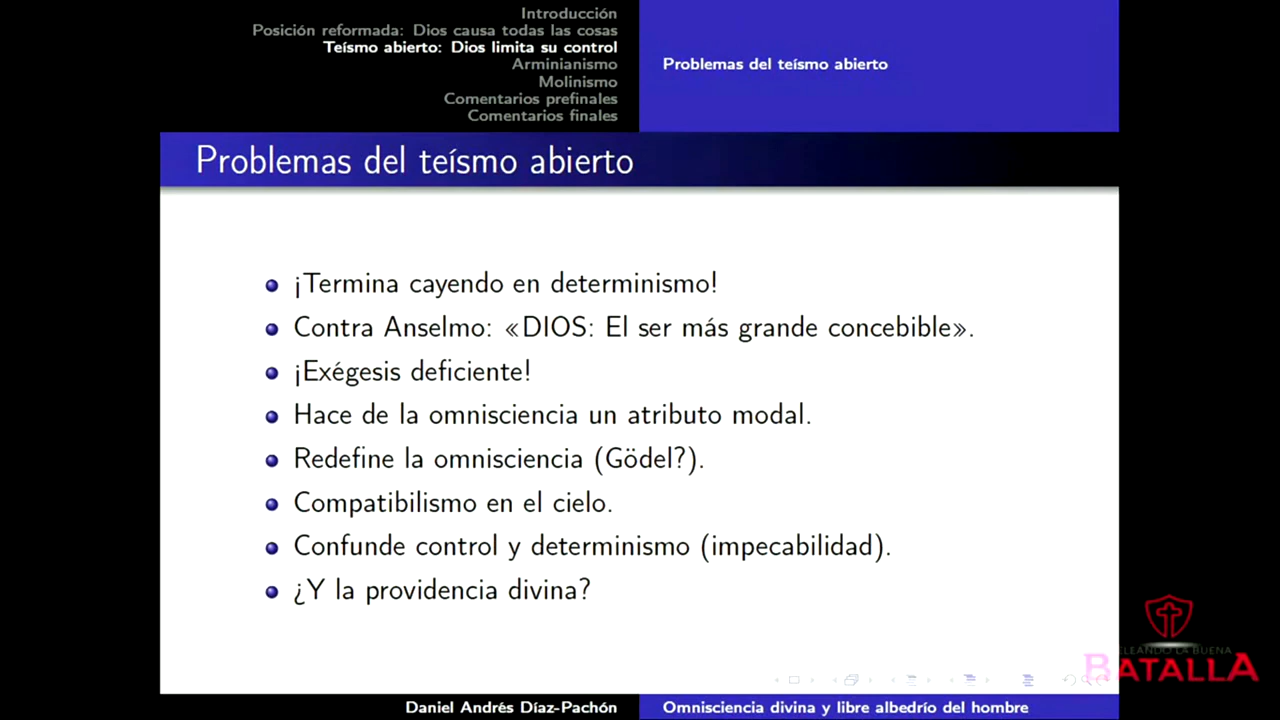 Introducción
Posición reformada: Dios causa todas las cosas
Teísmo abierto: Dios limita su control
Arminianismo
Molinismo
Comentarios prefinales
Comentarios finales
Problemas del teísmo abierto
Problemas del teísmo abierto
¡Termina cayendo en determinismo!
Contra Anselmo: «DIOS: El ser más grande concebible».
¡Exégesis deficiente!
Hace de la omnisciencia un atributo modal.
Redefine la omnisciencia (Gödel?).
Compatibilismo en el cielo.
Confunde control y determinismo (impecabilidad).
¿Y la providencia divina?
LA BUENA
BATALLA
Daniel Andrés Díaz-Pachón
Omnisciencia divina y libre albedrío del hombre